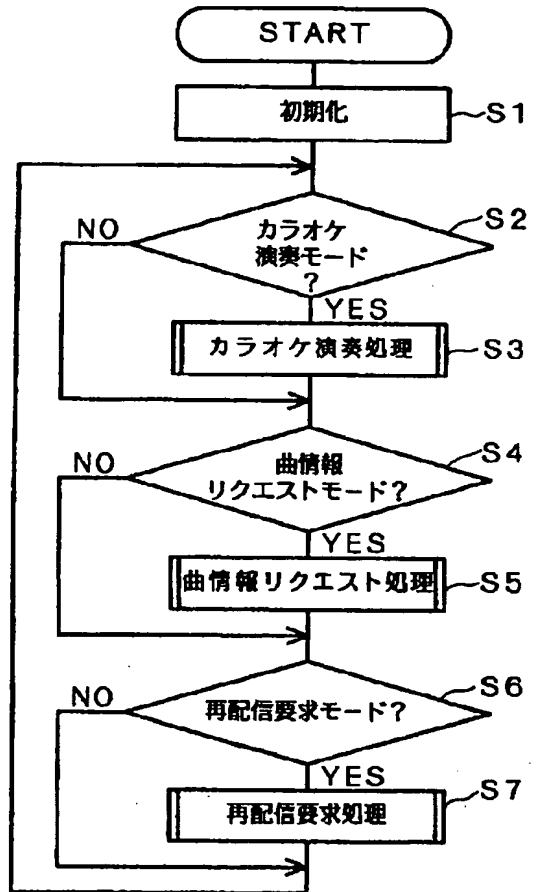 START
初期化
S1
カラオケ
演奏モード
?
S2
NO
YES
カラオケ演奏処理
S3
曲情報
リクエストモード?
S4
NO
YES
曲情報リクエスト処理
S5
再配信要求モード?
S6
NO
YES
再配信要求処理
S7